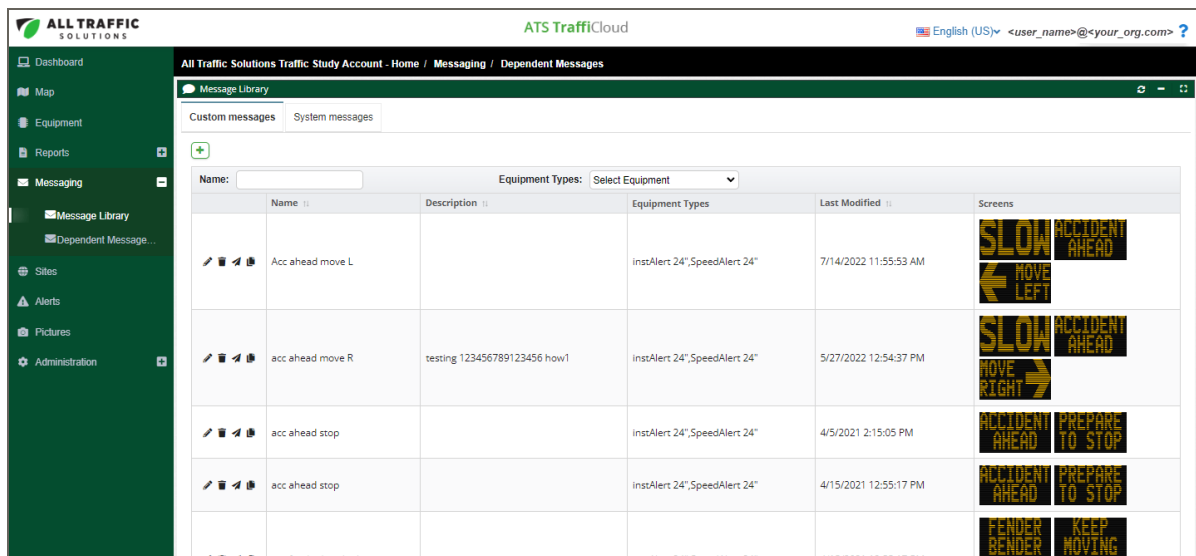 ALL TRAFFIC
SOLUTIONS
ATS TraffiCloud
English (US) <user_name>@<your_org.com> ?
Dashboard
Map
Equipment
Reports
Messaging
Message Library
Dependent Message...
Sites
Alerts
Pictures
Administration
All Traffic Solutions Traffic Study Account - Home / Messaging / Dependent Messages
Message Library
Custom messages System messages
Name: Equipment Types: Select Equipment
Name Description Equipment Types Last Modified Screens
Acc ahead move L instAlert 24",SpeedAlert 24" 7/14/2022 11:55:53 AM
SLOW ACCIDENT
AHEAD
MOVE
LEFT
acc ahead move R testing 123456789123456 how1 instAlert 24",SpeedAlert 24" 5/27/2022 12:54:37 PM
SLOW ACCIDENT
AHEAD
MOVE
RIGHT
acc ahead stop instAlert 24",SpeedAlert 24" 4/5/2021 2:15:05 PM
ACCIDENT PREPARE
AHEAD TO STOP
acc ahead stop instAlert 24",SpeedAlert 24" 4/15/2021 12:55:17 PM
ACCIDENT PREPARE
AHEAD TO STOP
FENDER KEEP
BENDER MOVING